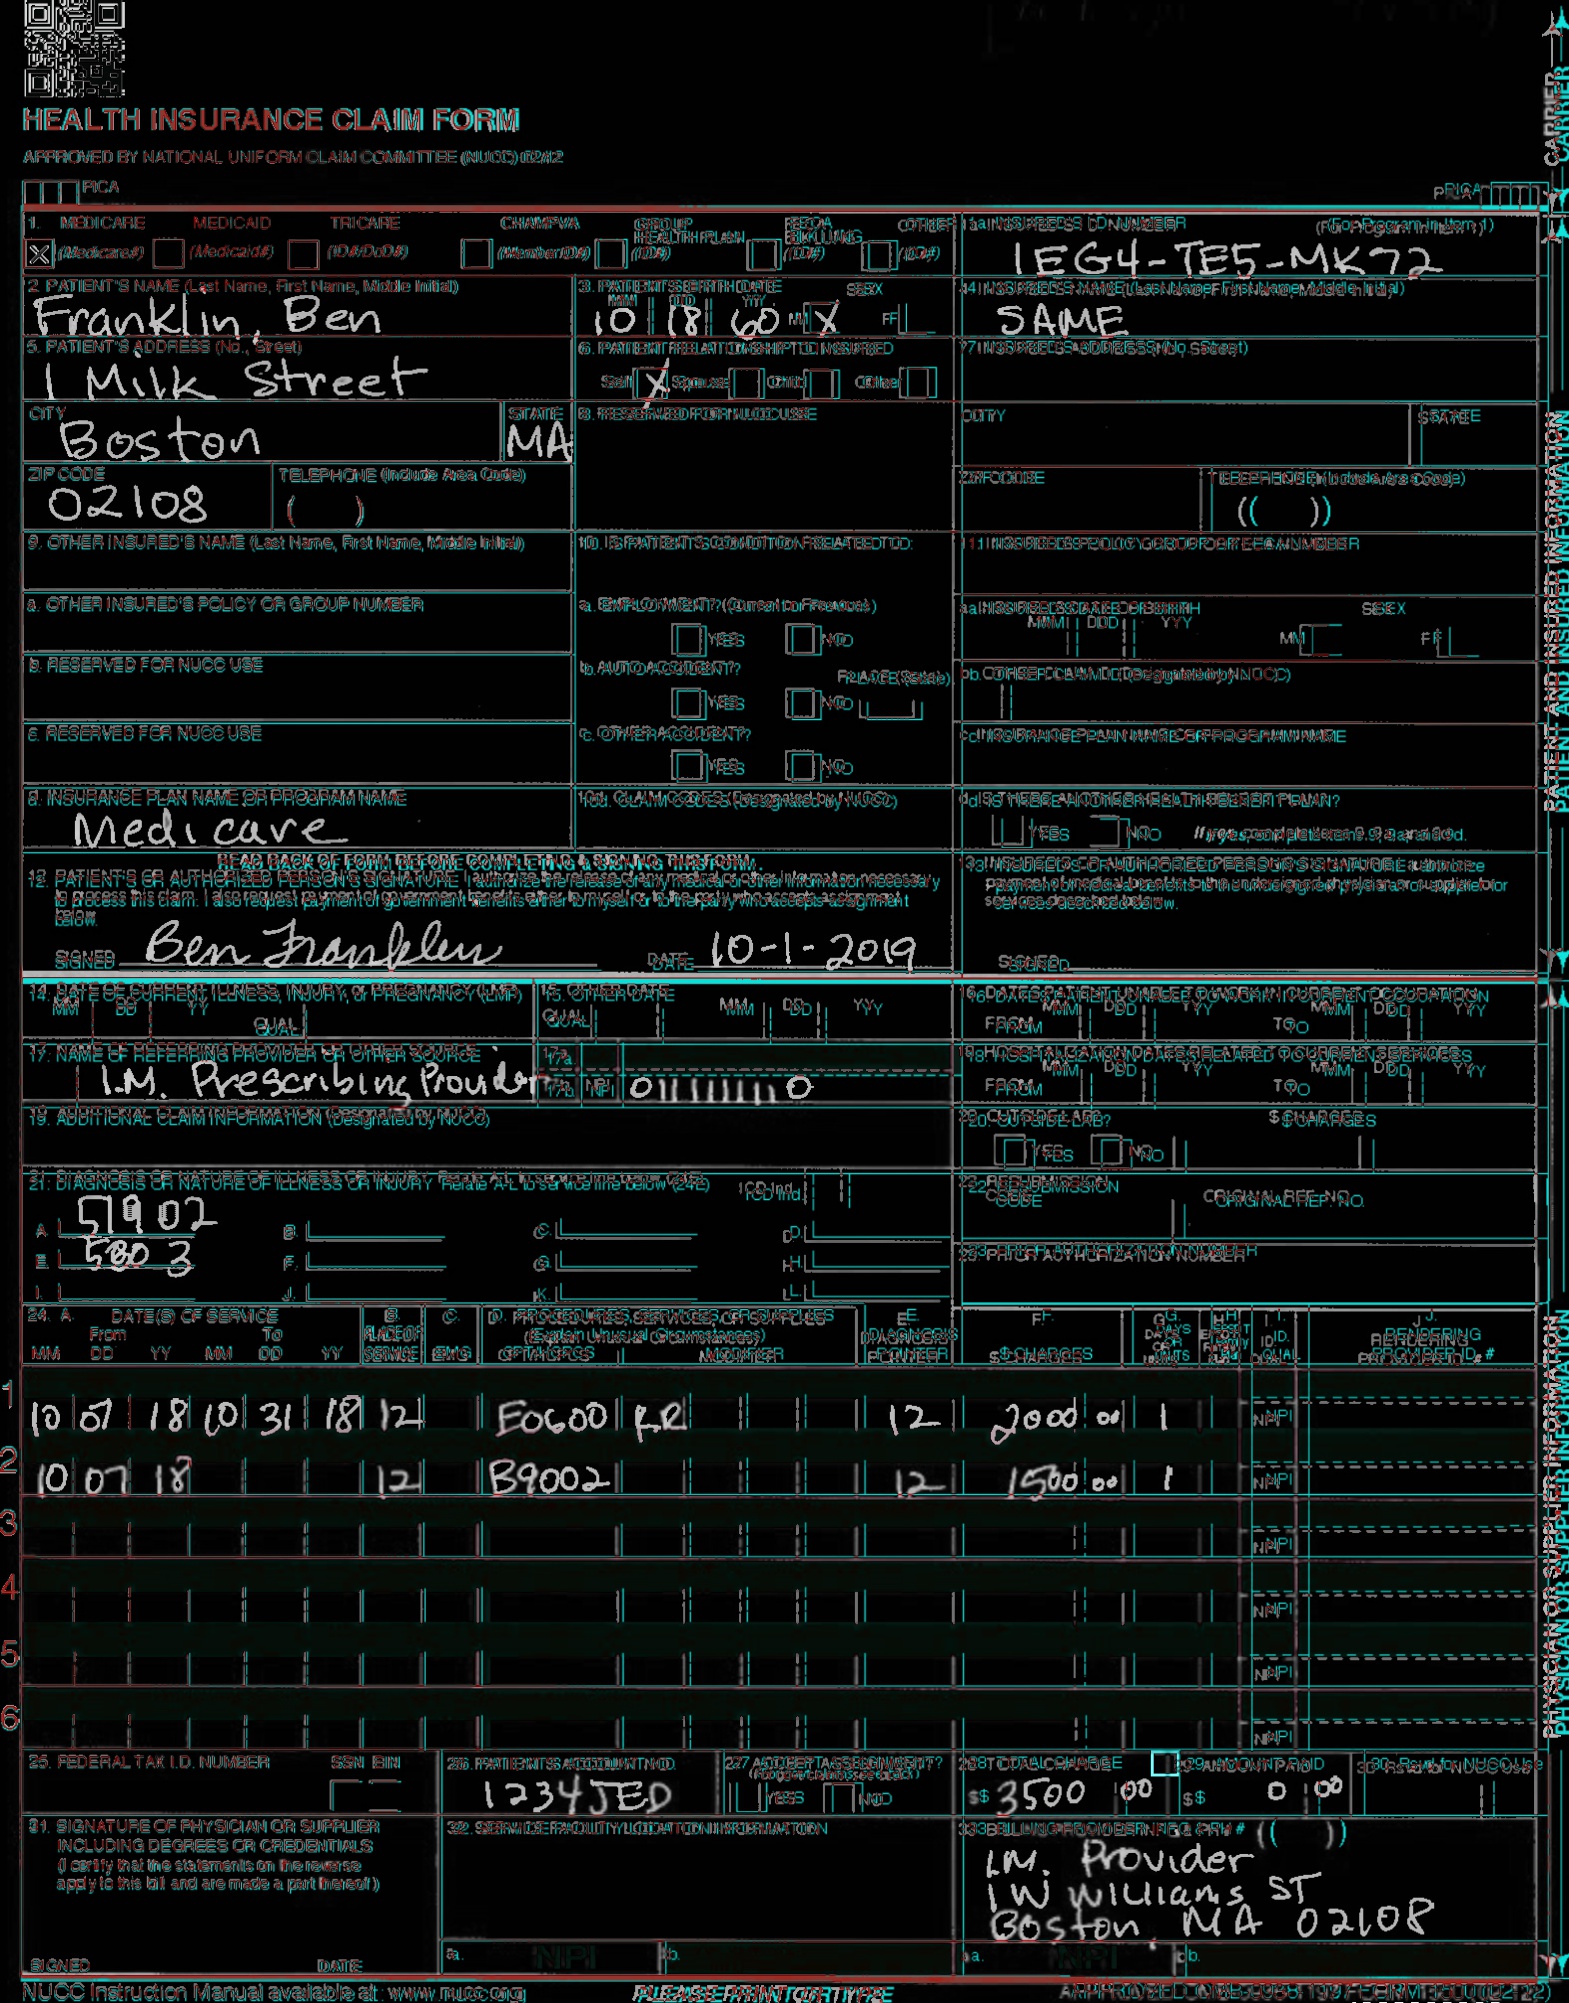 HEALTH INSURANCE CLAIM FORM
APPROVED BY NATIONAL UNIFORM CLAIM COMMITTEE (NUCC) 02/12
PICA PICA
CARRIER
1. MEDICARE MEDICAID TRICARE CHAMPVA GROUP HEALTH PLAN FECA BLK LUNG OTHER 1a. INSURED'S I.D. NUMBER (For Program in Item 1)
X (Medicare#) (Medicaid#) (ID#/DoD#) (Member ID#) (ID#) (ID#) (ID#) 1EG4-TE5-MK72
2. PATIENT'S NAME (Last Name, First Name, Middle Initial) 3. PATIENT'S BIRTH DATE SEX 4. INSURED'S NAME (Last Name, First Name, Middle Initial)
Franklin, Ben MM 10 DD 18 YY 60 M X F SAME
5. PATIENT'S ADDRESS (No., Street) 6. PATIENT RELATIONSHIP TO INSURED 7. INSURED'S ADDRESS (No., Street)
1 Milk Street Self X Spouse Child Other
CITY STATE 8. RESERVED FOR NUCC USE CITY STATE
Boston MA
ZIP CODE TELEPHONE (Include Area Code) ZIP CODE TELEPHONE (Include Area Code)
02108 ( ) ( )
9. OTHER INSURED'S NAME (Last Name, First Name, Middle Initial) 10. IS PATIENT'S CONDITION RELATED TO: 11. INSURED'S POLICY GROUP OR FECA NUMBER
a. OTHER INSURED'S POLICY OR GROUP NUMBER a. EMPLOYMENT? (Current or Previous) a. INSURED'S DATE OF BIRTH SEX
YES NO MM DD YY M F
b. RESERVED FOR NUCC USE b. AUTO ACCIDENT? PLACE (State) b. OTHER CLAIM ID (Designated by NUCC)
YES NO
c. RESERVED FOR NUCC USE c. OTHER ACCIDENT? c. INSURANCE PLAN NAME OR PROGRAM NAME
YES NO
d. INSURANCE PLAN NAME OR PROGRAM NAME 10d. CLAIM CODES (Designated by NUCC) d. IS THERE ANOTHER HEALTH BENEFIT PLAN?
Medicare YES NO If yes, complete items 9, 9a, and 9d.
READ BACK OF FORM BEFORE COMPLETING & SIGNING THIS FORM.
12. PATIENT'S OR AUTHORIZED PERSON'S SIGNATURE I authorize the release of any medical or other information necessary
to process this claim. I also request payment of government benefits either to myself or to the party who accepts assignment
below.
13. INSURED'S OR AUTHORIZED PERSON'S SIGNATURE I authorize
payment of medical benefits to the undersigned physician or supplier for
services described below.
SIGNED Ben Franklin DATE 10-1-2019 SIGNED
PATIENT AND INSURED INFORMATION
14. DATE OF CURRENT ILLNESS, INJURY, or PREGNANCY (LMP) 15. OTHER DATE 16. DATES PATIENT UNABLE TO WORK IN CURRENT OCCUPATION
MM DD YY QUAL. QUAL. MM DD YY FROM MM DD YY TO MM DD YY
17. NAME OF REFERRING PROVIDER OR OTHER SOURCE 17a. 18. HOSPITALIZATION DATES RELATED TO CURRENT SERVICES
I.M. Prescribing Provider 17b. NPI 0111111110 FROM MM DD YY TO MM DD YY
19. ADDITIONAL CLAIM INFORMATION (Designated by NUCC) 20. OUTSIDE LAB? $ CHARGES
YES NO
21. DIAGNOSIS OR NATURE OF ILLNESS OR INJURY Relate A-L to service line below (24E) ICD Ind. 22. RESUBMISSION CODE ORIGINAL REF. NO.
A. 51902 B. C. D.
E. 5303 F. G. H. 23. PRIOR AUTHORIZATION NUMBER
I. J. K. L.
24. A. DATE(S) OF SERVICE B. C. D. PROCEDURES, SERVICES, OR SUPPLIES E. F. G. H. I. J.
From To PLACE OF (Explain Unusual Circumstances) DIAGNOSIS DAYS OR UNITS ID. RENDERING
MM DD YY MM DD YY SERVICE EMG CPT/HCPCS MODIFIER POINTER $ CHARGES QUAL. PROVIDER ID. #
1 10 07 18 10 31 18 12 E0600 RR 12 2000 00 1 NPI
2 10 07 18 12 B9002 12 1500 00 1 NPI
3 NPI
4 NPI
5 NPI
6 NPI
PHYSICIAN OR SUPPLIER INFORMATION
25. FEDERAL TAX I.D. NUMBER SSN EIN 26. PATIENT'S ACCOUNT NO. 27. ACCEPT ASSIGNMENT? 28. TOTAL CHARGE 29. AMOUNT PAID 30. Rsvd for NUCC Use
1234JED YES NO $ 3500 00 $ 0 00
31. SIGNATURE OF PHYSICIAN OR SUPPLIER
INCLUDING DEGREES OR CREDENTIALS
(I certify that the statements on the reverse
apply to this bill and are made a part thereof.)
SIGNED DATE
32. SERVICE FACILITY LOCATION INFORMATION
a. NPI b.
33. BILLING PROVIDER INFO & PH # ( )
I.M. Provider
1 W Williams ST
Boston, MA 02108
a. NPI b.
NUCC Instruction Manual available at: www.nucc.org PLEASE PRINT OR TYPE